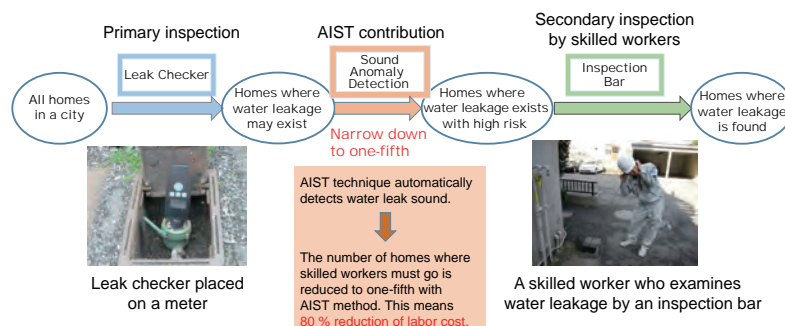 Primary inspection
AIST contribution
Secondary inspection
by skilled workers
Leak Checker
Sound
Anomaly
Detection
Inspection
Bar
All homes
in a city
Homes where
water leakage
may exist
Homes where
water leakage exists
with high risk
Homes where
water leakage
is found
Narrow down
to one-fifth
AIST technique automatically
detects water leak sound.
The number of homes where
skilled workers must go is
reduced to one-fifth with
AIST method. This means
80 % reduction of labor cost.
Leak checker placed
on a meter
A skilled worker who examines
water leakage by an inspection bar